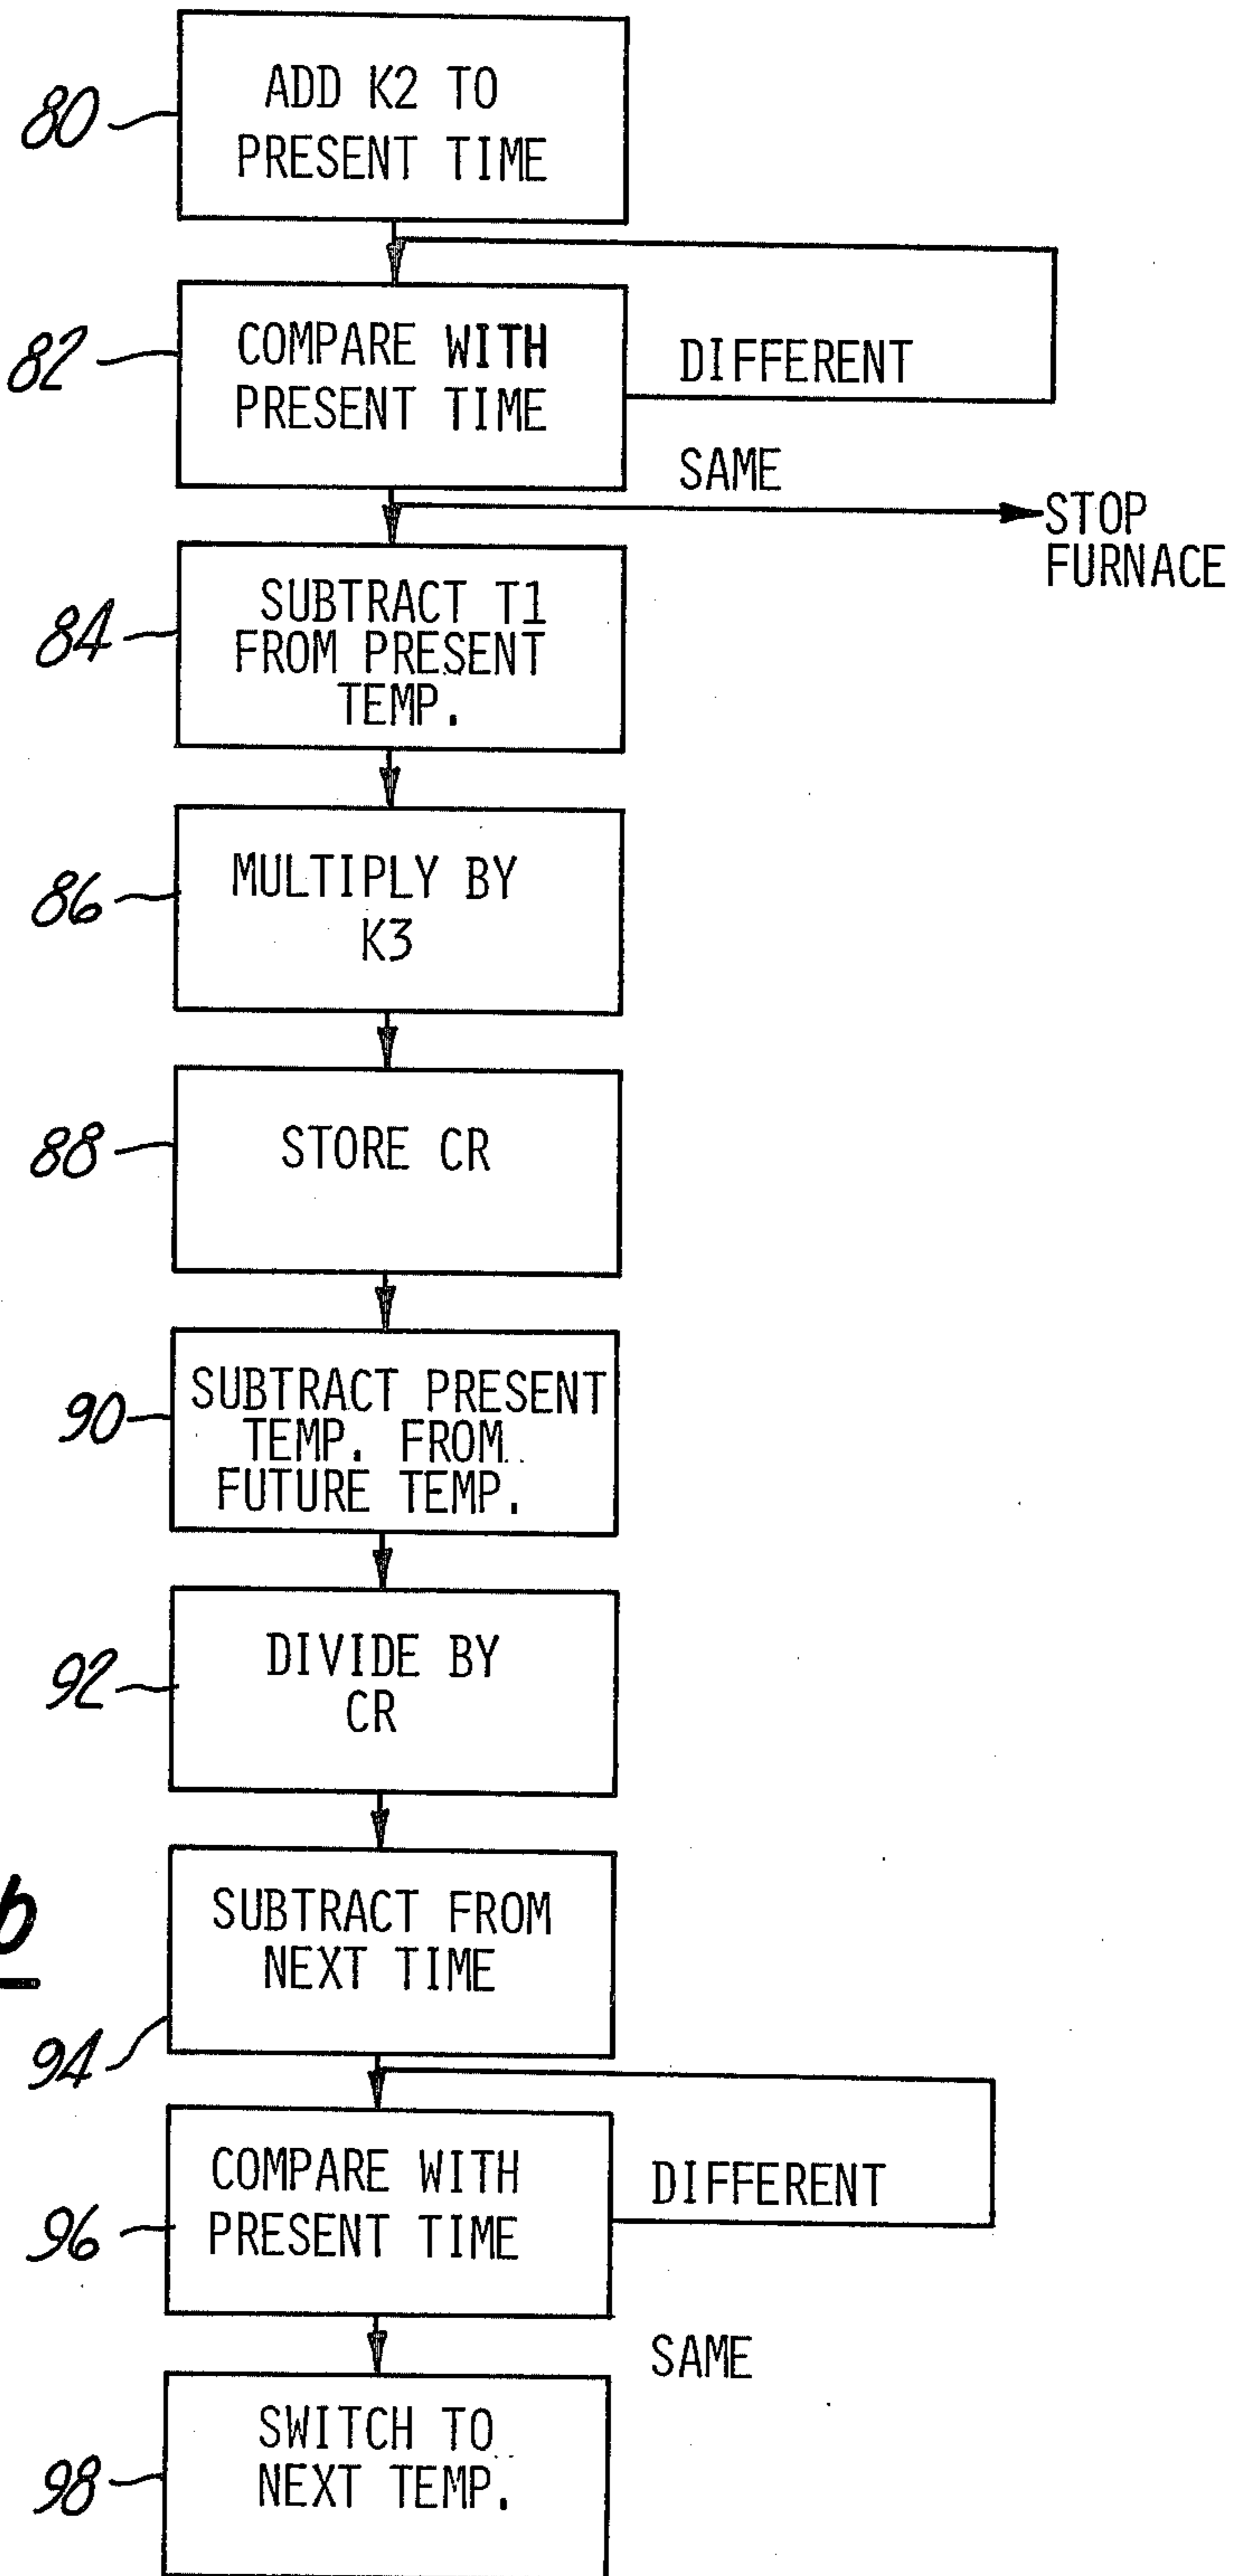 80
ADD K2 TO
PRESENT TIME
82
COMPARE WITH
PRESENT TIME
DIFFERENT
SAME
STOP
FURNACE
84
SUBTRACT T1
FROM PRESENT
TEMP.
86
MULTIPLY BY
K3
88
STORE CR
90
SUBTRACT PRESENT
TEMP. FROM
FUTURE TEMP.
92
DIVIDE BY
CR
b
94
SUBTRACT FROM
NEXT TIME
96
COMPARE WITH
PRESENT TIME
DIFFERENT
SAME
98
SWITCH TO
NEXT TEMP.